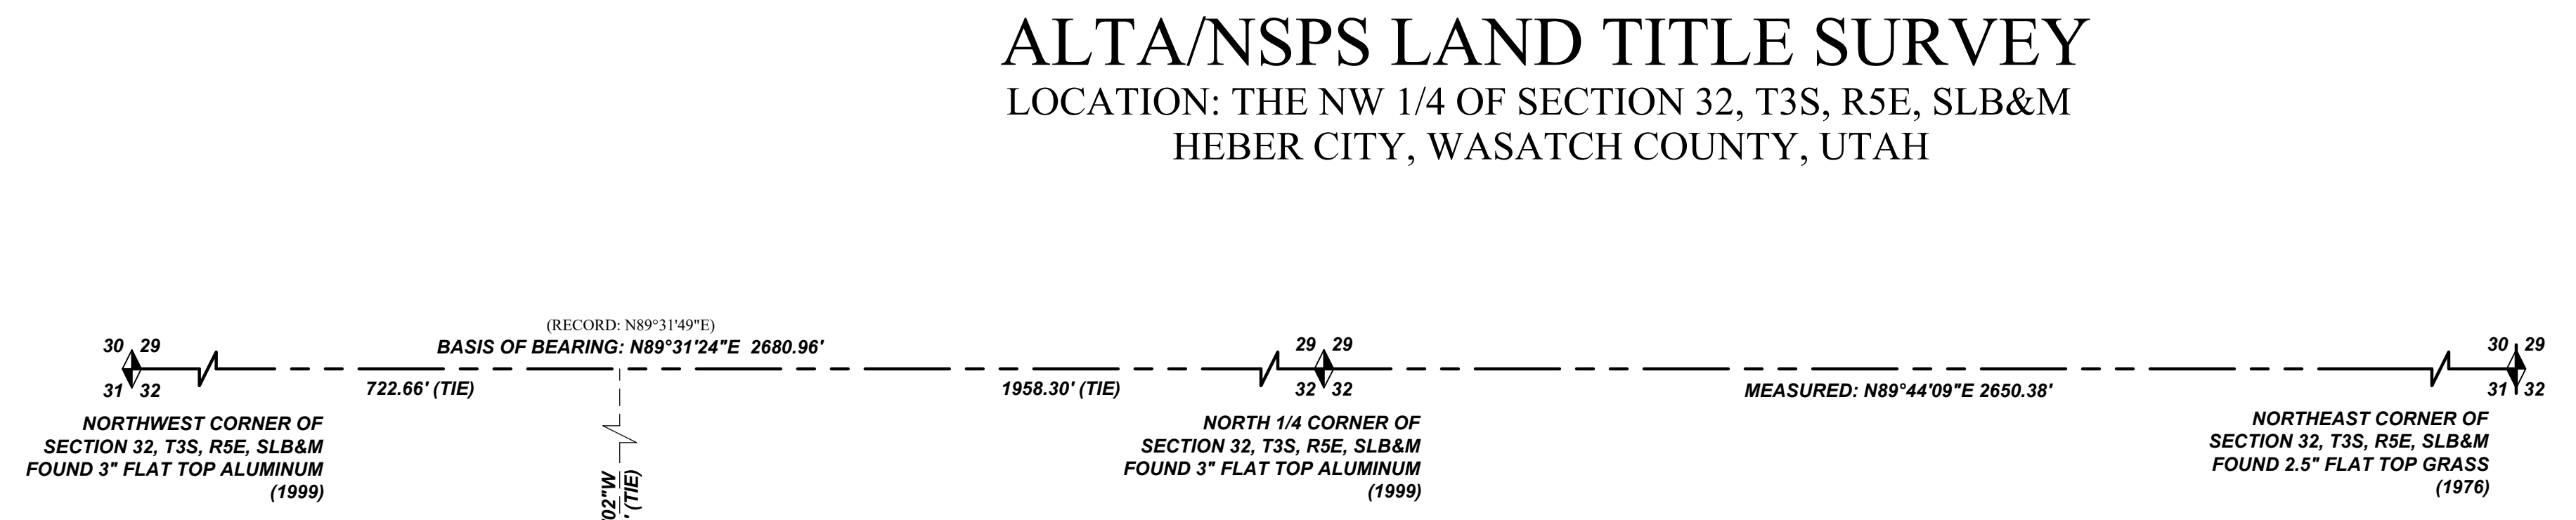 ALTA/NSPS LAND TITLE SURVEY
LOCATION: THE NW 1/4 OF SECTION 32, T3S, R5E, SLB&M
HEBER CITY, WASATCH COUNTY, UTAH
(RECORD: N89°31'49"E)
BASIS OF BEARING: N89°31'24"E 2680.96'
30 29
31 32
722.66' (TIE)
1958.30' (TIE)
29 29
32 32
MEASURED: N89°44'09"E 2650.38'
30 29
31 32
NORTHWEST CORNER OF
SECTION 32, T3S, R5E, SLB&M
FOUND 3" FLAT TOP ALUMINUM
(1999)
02"W
' (TIE)
NORTH 1/4 CORNER OF
SECTION 32, T3S, R5E, SLB&M
FOUND 3" FLAT TOP ALUMINUM
(1999)
NORTHEAST CORNER OF
SECTION 32, T3S, R5E, SLB&M
FOUND 2.5" FLAT TOP GRASS
(1976)